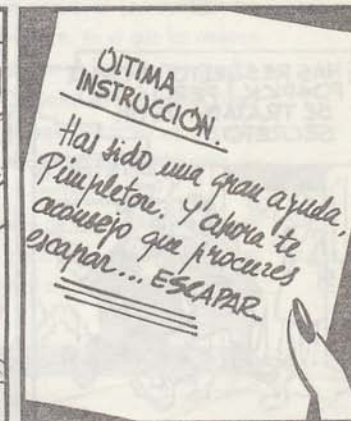 ÚLTIMA
INSTRUCCIÓN.
Has sido una gran ayuda,
Pimpleton. y ahora te
aconsejo que procures
escapar... ESCAPAR